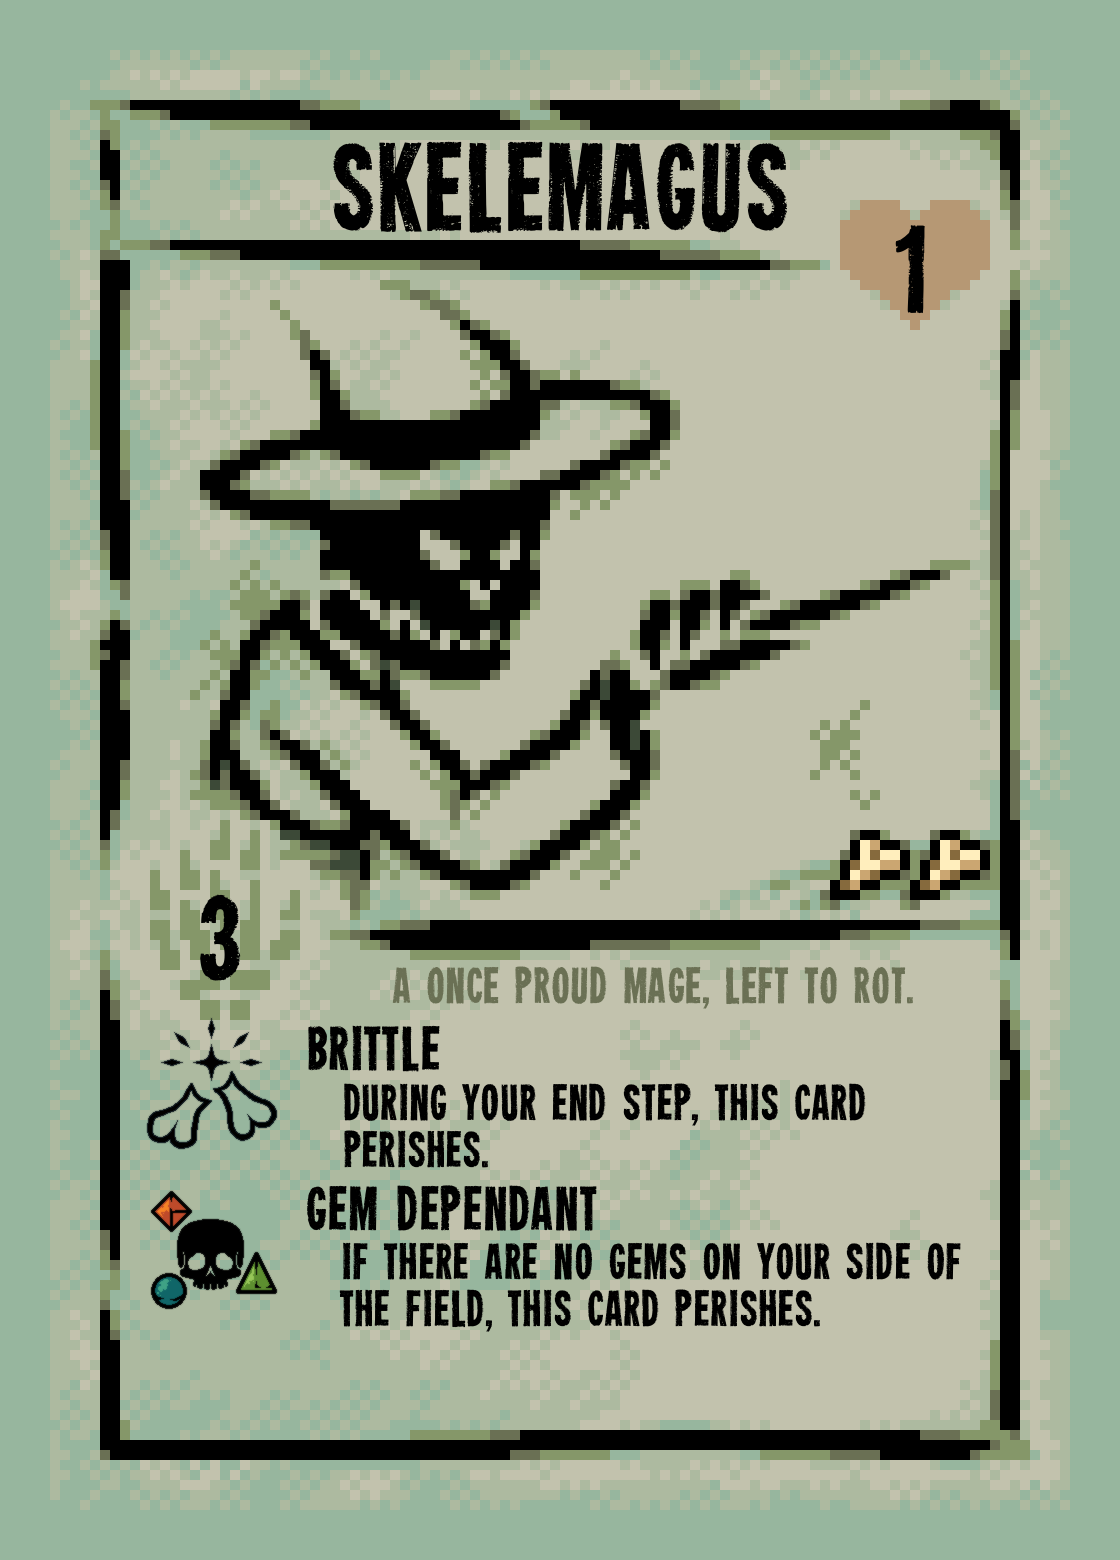 SKELEMAGUS
1
3
A ONCE PROUD MAGE, LEFT TO ROT.
BRITTLE
DURING YOUR END STEP, THIS CARD
PERISHES.
GEM DEPENDANT
IF THERE ARE NO GEMS ON YOUR SIDE OF
THE FIELD, THIS CARD PERISHES.